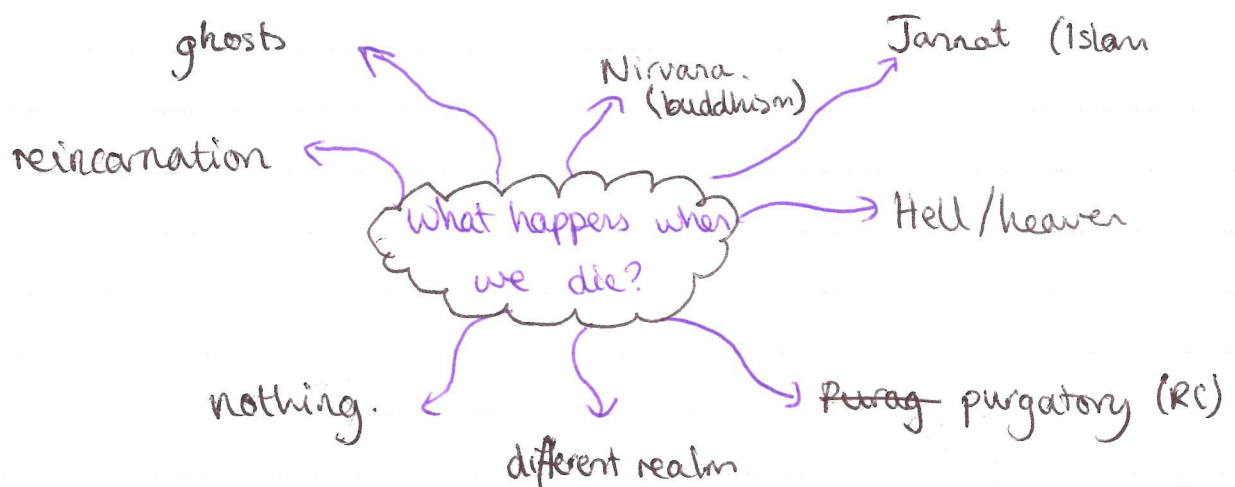 ghosts
Nirvana.
(buddhism)
Jannat (Islam
reincarnation
What happens when
we die?
Hell/heaven
nothing.
different realm
Purag purgatory (RC)